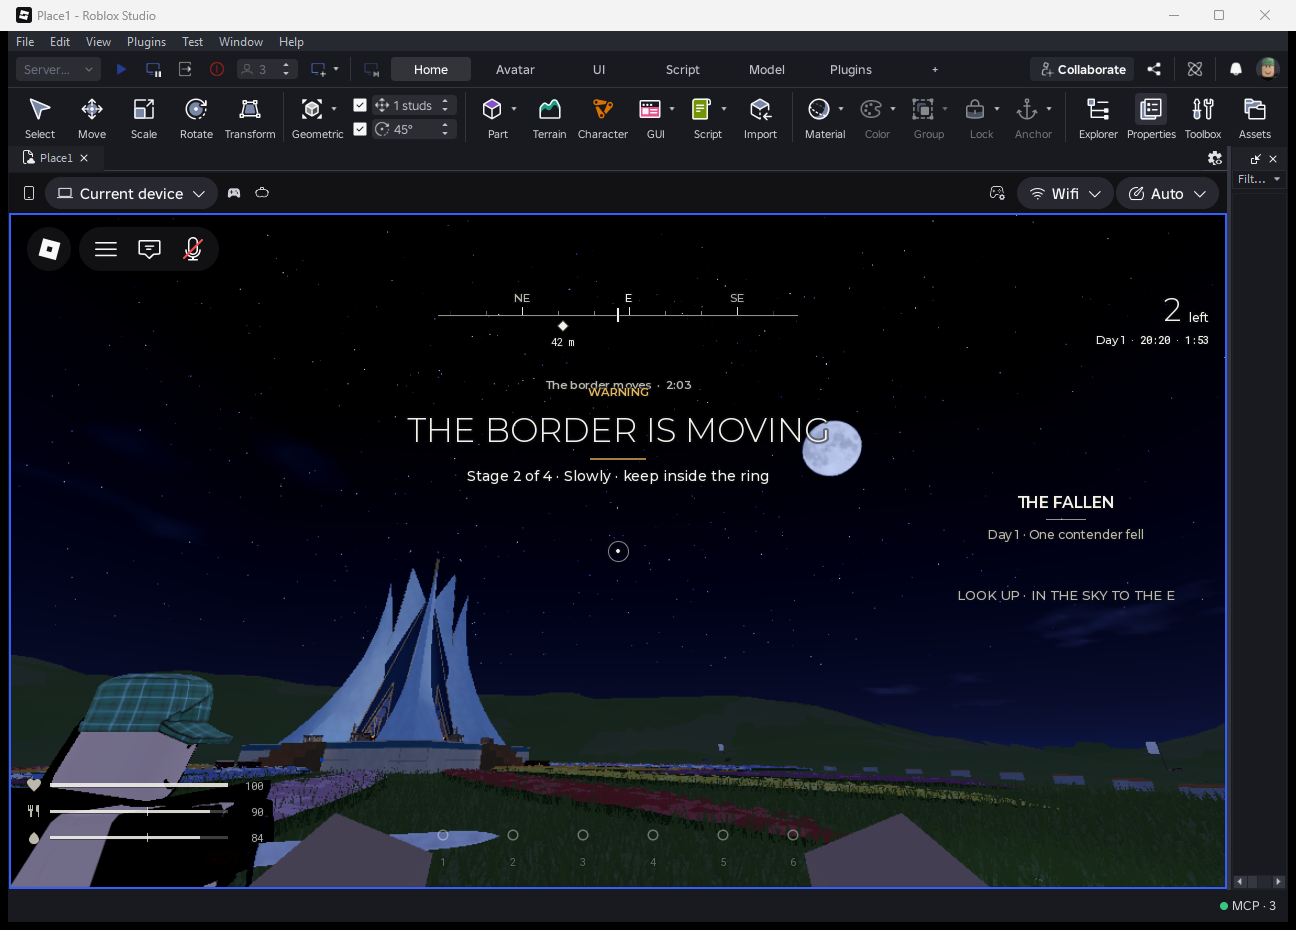 Place1 - Roblox Studio
File Edit View Plugins Test Window Help
Server... 3 Home Avatar UI Script Model Plugins + Collaborate
1 studs
45°
Select Move Scale Rotate Transform Geometric Part Terrain Character GUI Script Import Material Color Group Lock Anchor Explorer Properties Toolbox Assets
Place1
Filt...
Current device Wifi Auto
NE E SE
42 m
2 left
Day 1 · 20:20 · 1:53
The border moves · 2:03
WARNING
THE BORDER IS MOVING
Stage 2 of 4 · Slowly · keep inside the ring
THE FALLEN
Day 1 · One contender fell
LOOK UP · IN THE SKY TO THE E
100
90
84
1 2 3 4 5 6
MCP · 3